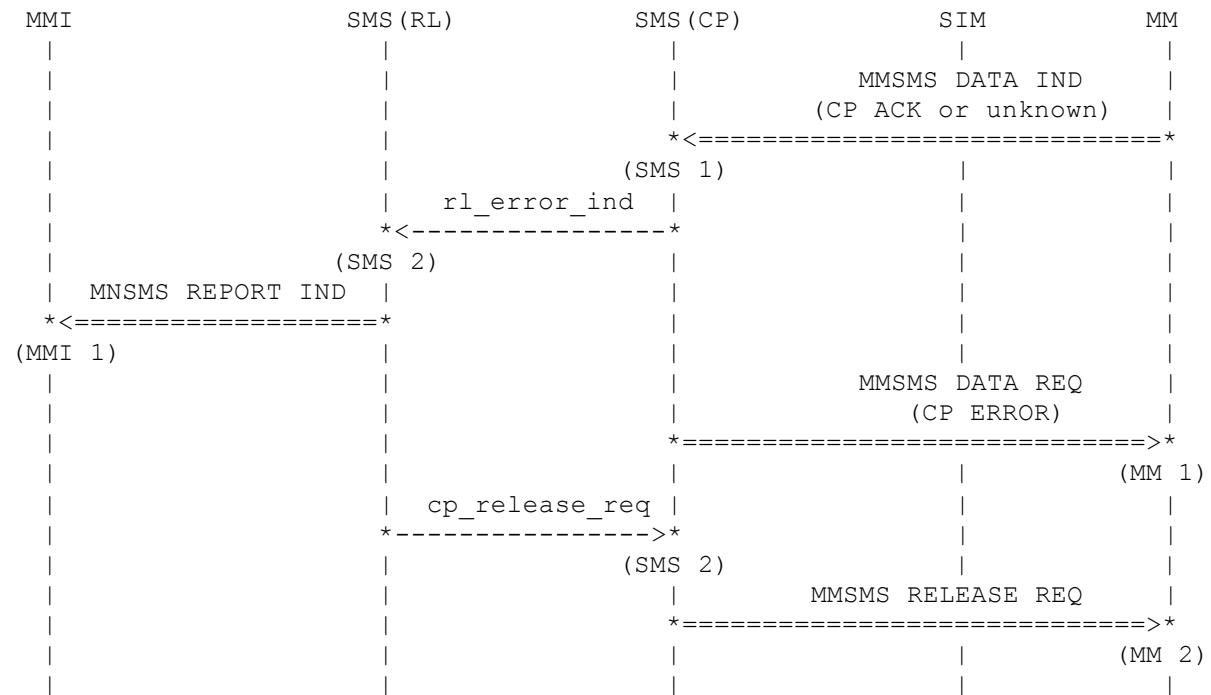 MMI SMS(RL) SMS(CP) SIM MM
MMSMS DATA IND
(CP ACK or unknown)
(SMS 1)
rl_error_ind
(SMS 2)
MNSMS REPORT IND
(MMI 1)
MMSMS DATA REQ
(CP ERROR)
(MM 1)
cp_release_req
(SMS 2)
MMSMS RELEASE REQ
(MM 2)